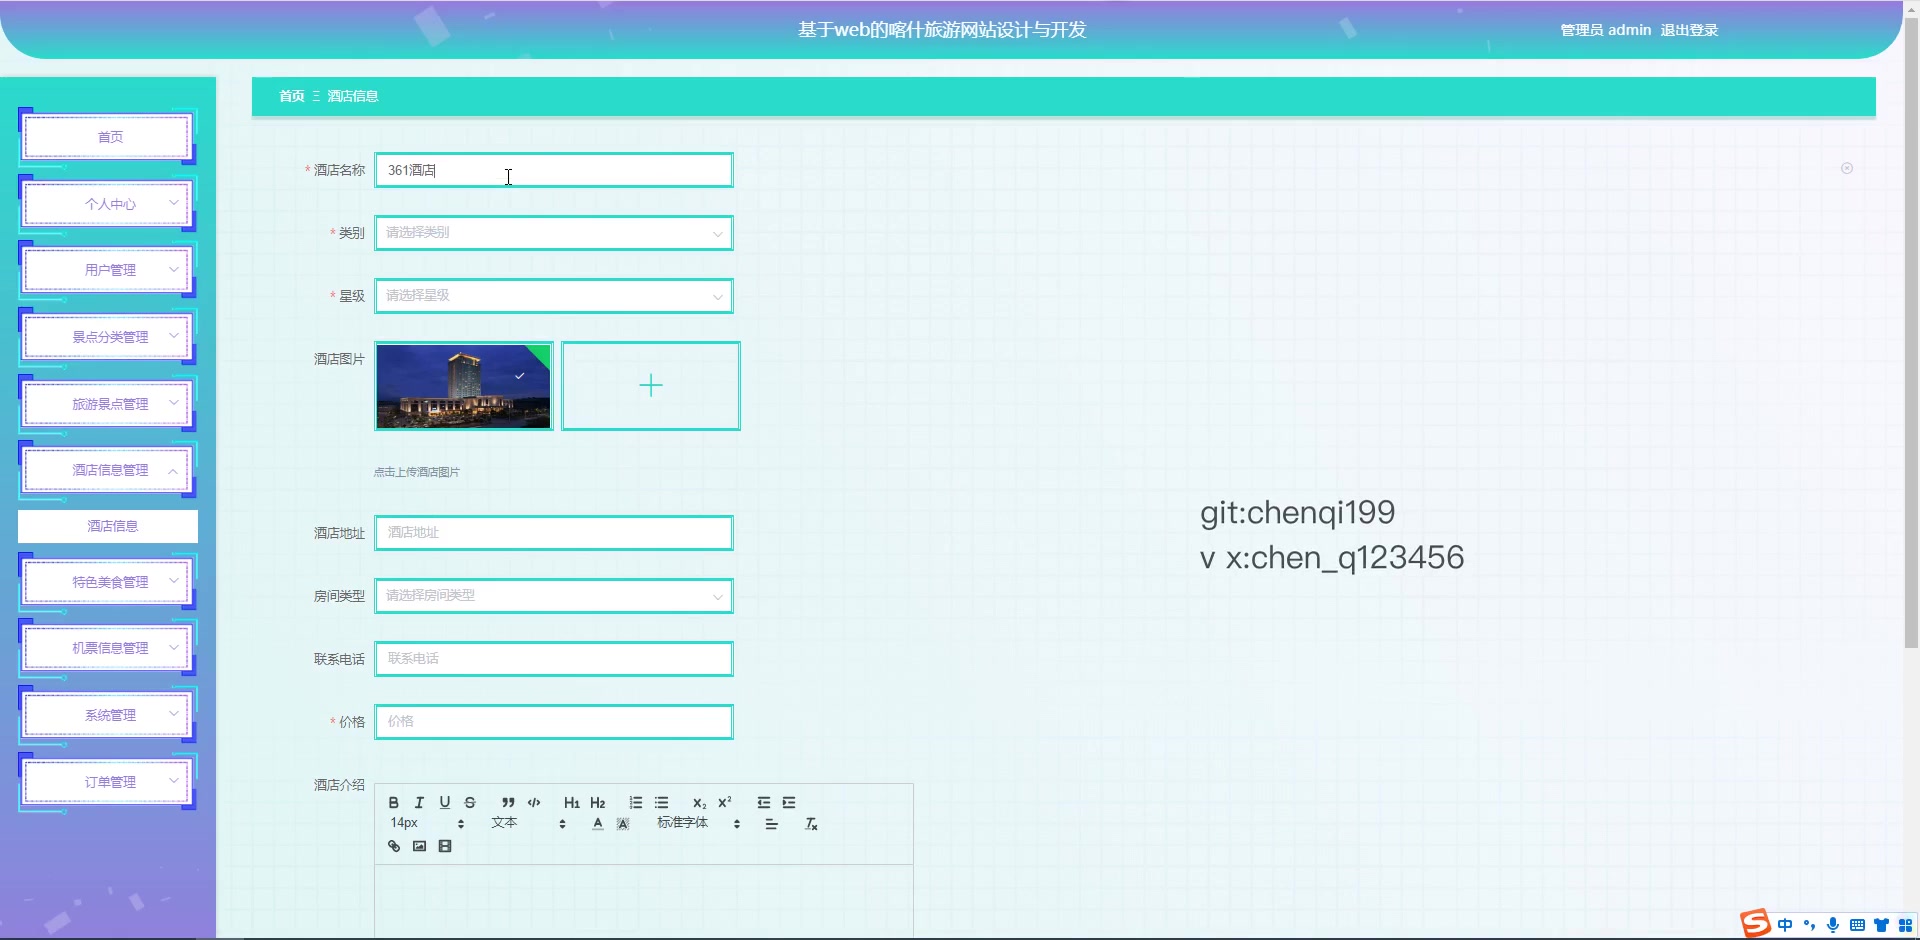 基于web的喀什旅游网站设计与开发
管理员 admin 退出登录
首页 酒店信息
首页
个人中心
用户管理
景点分类管理
旅游景点管理
酒店信息管理
酒店信息
特色美食管理
机票信息管理
系统管理
订单管理
* 酒店名称 361酒店
* 类别 请选择类别
* 星级 请选择星级
酒店图片
点击上传酒店图片
酒店地址 酒店地址
房间类型 请选择房间类型
联系电话 联系电话
* 价格 价格
酒店介绍
B I U S ” </> H1 H2 X₂ X²
14px 文本 A A 标准字体 Tx
git:chenqi199
v x:chen_q123456
S 中